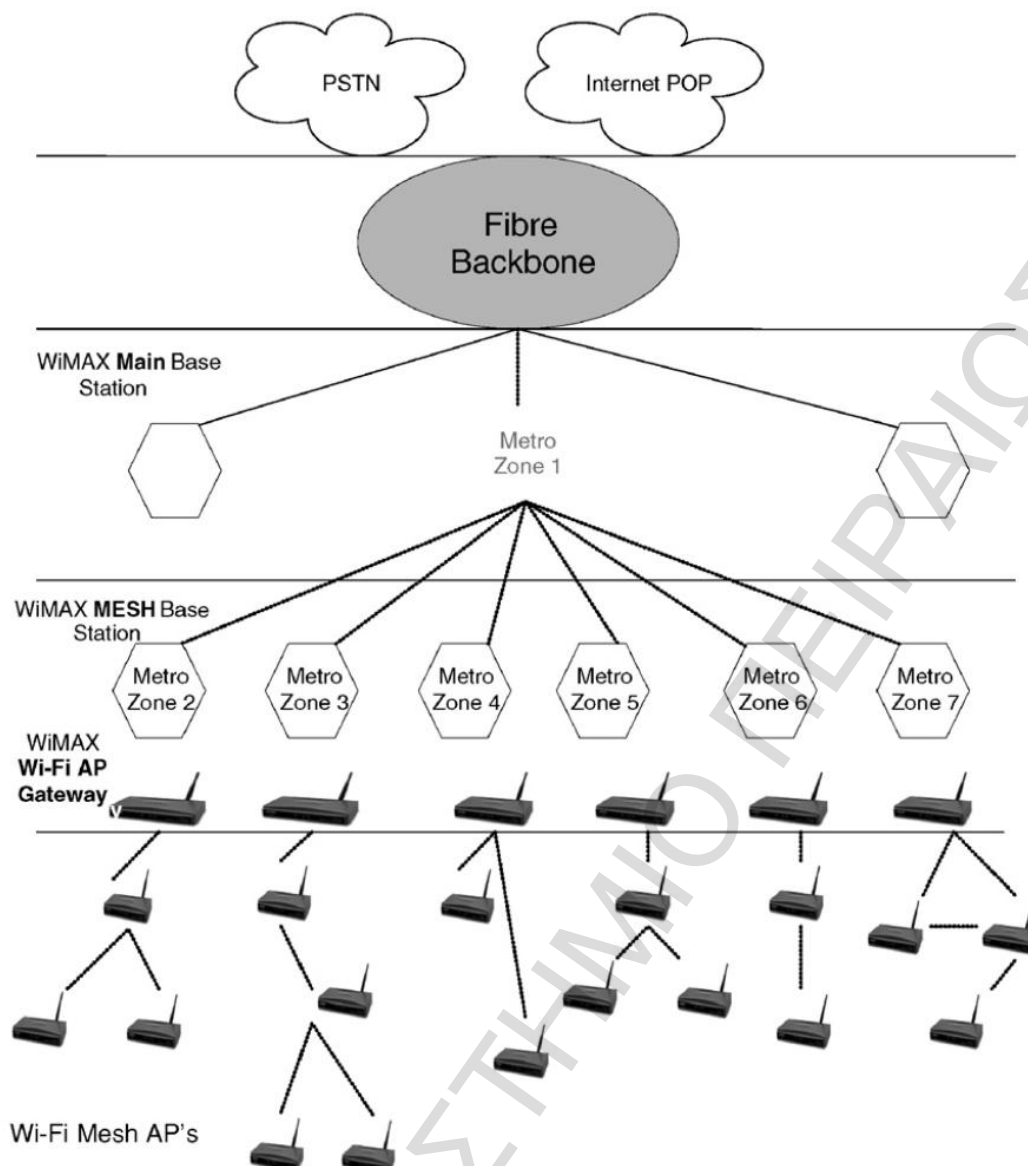 PSTN
Internet POP
Fibre
Backbone
WiMAX Main Base
Station
Metro
Zone 1
WiMAX MESH Base
Station
Metro
Zone 2
Metro
Zone 3
Metro
Zone 4
Metro
Zone 5
Metro
Zone 6
Metro
Zone 7
WiMAX
Wi-Fi AP
Gateway
v
Wi-Fi Mesh AP's
ΣΤΗΜΙΟ ΠΕΙΡΑΙΩΣ